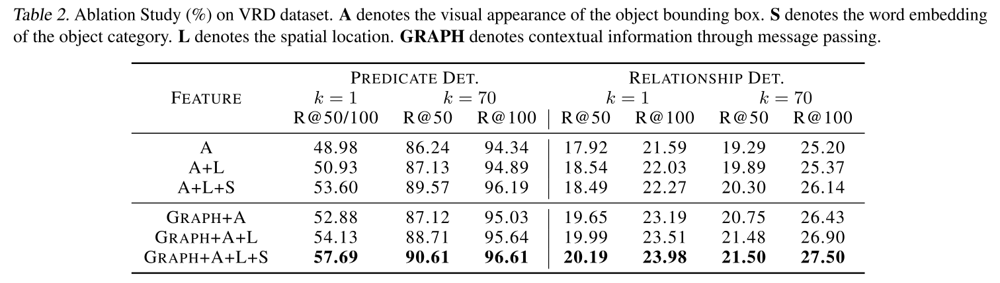 Table 2. Ablation Study (%) on VRD dataset. A denotes the visual appearance of the object bounding box. S denotes the word embedding
of the object category. L denotes the spatial location. GRAPH denotes contextual information through message passing.
PREDICATE DET. RELATIONSHIP DET.
FEATURE k = 1 k = 70 k = 1 k = 70
R@50/100 R@50 R@100 R@50 R@100 R@50 R@100
A 48.98 86.24 94.34 17.92 21.59 19.29 25.20
A+L 50.93 87.13 94.89 18.54 22.03 19.89 25.37
A+L+S 53.60 89.57 96.19 18.49 22.27 20.30 26.14
GRAPH+A 52.88 87.12 95.03 19.65 23.19 20.75 26.43
GRAPH+A+L 54.13 88.71 95.64 19.99 23.51 21.48 26.90
GRAPH+A+L+S 57.69 90.61 96.61 20.19 23.98 21.50 27.50